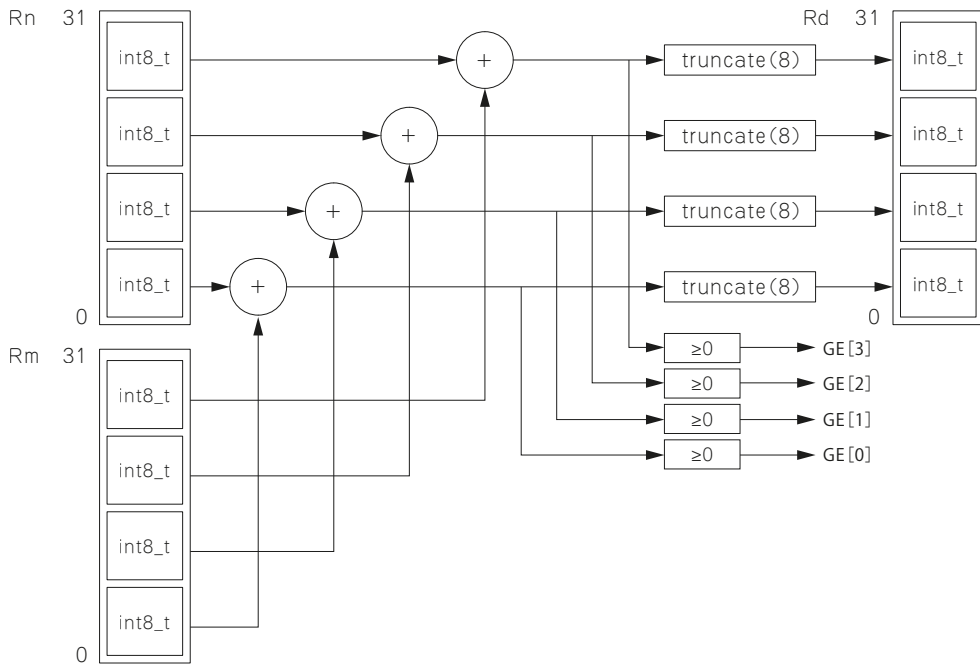 Rn 31
Rd 31
int8_t
+
truncate(8)
int8_t
int8_t
+
truncate(8)
int8_t
int8_t
+
truncate(8)
int8_t
int8_t
+
truncate(8)
int8_t
0
0
≥0
GE[3]
Rm 31
≥0
GE[2]
int8_t
≥0
GE[1]
≥0
GE[0]
int8_t
int8_t
int8_t
0